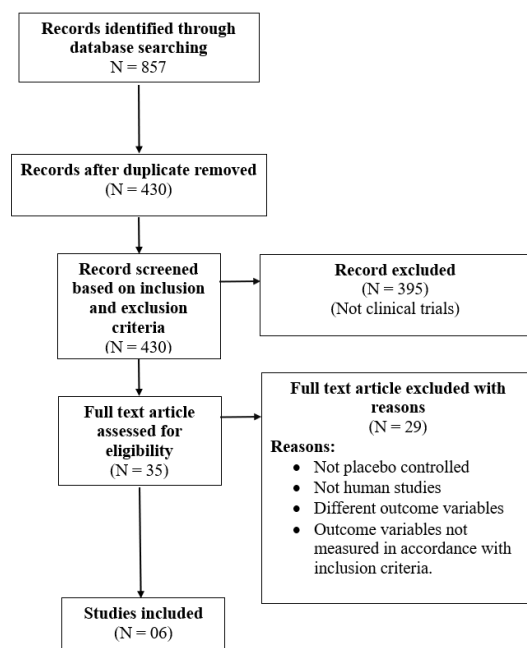 Records identified through
database searching
N = 857
Records after duplicate removed
(N = 430)
Record screened
based on inclusion
and exclusion
criteria
(N = 430)
Record excluded
(N = 395)
(Not clinical trials)
Full text article
assessed for
eligibility
(N = 35)
Full text article excluded with
reasons
(N = 29)
Reasons:
• Not placebo controlled
• Not human studies
• Different outcome variables
• Outcome variables not
measured in accordance with
inclusion criteria.
Studies included
(N = 06)